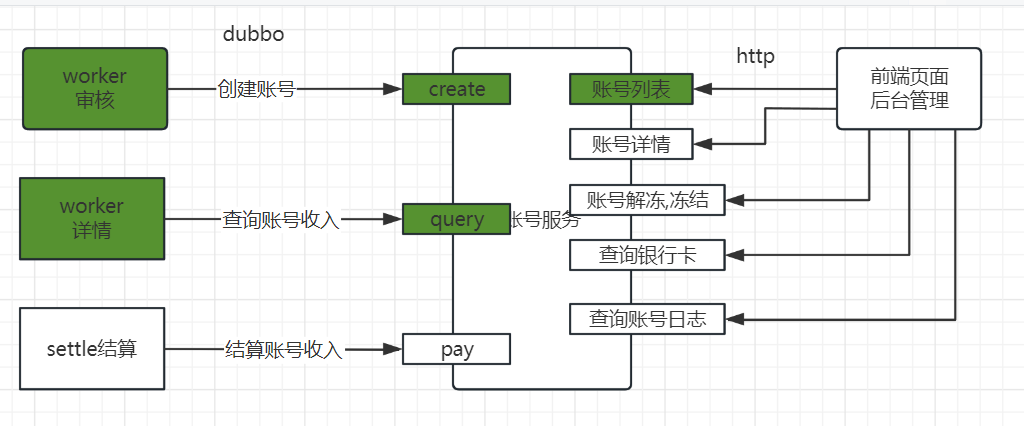 dubbo
http
worker
审核
创建账号
create
账号列表
前端页面
后台管理
账号详情
worker
详情
查询账号收入
query
账号服务
账号解冻,冻结
查询银行卡
settle结算
结算账号收入
pay
查询账号日志